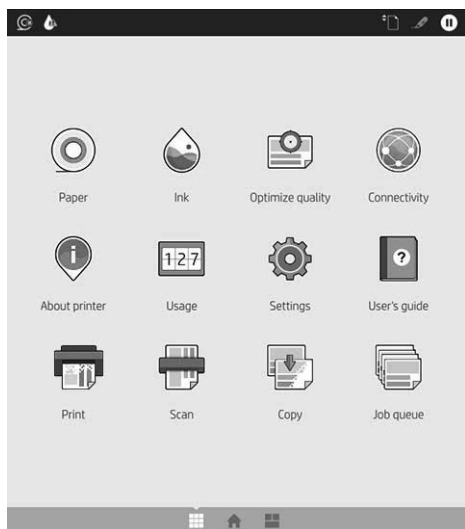 Paper Ink Optimize quality Connectivity
i 127 ?
About printer Usage Settings User's guide
Print Scan Copy Job queue